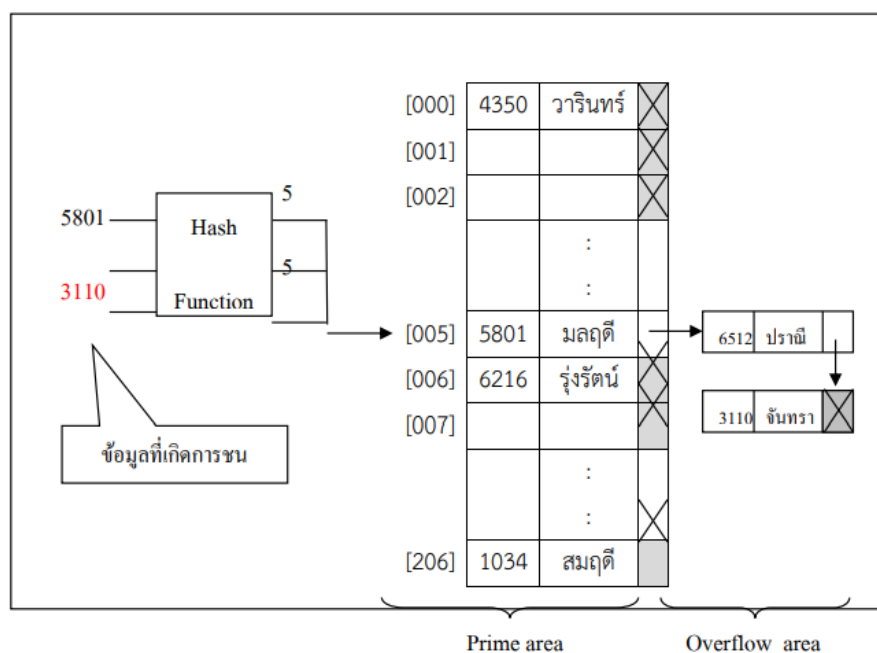 [000] 4350 วารินทร์
[001]
[002]
:
:
[005] 5801 มลฤดี
[006] 6216 รุ่งรัตน์
[007]
:
:
[206] 1034 สมฤดี
5801
3110
Hash
Function
5
5
ข้อมูลที่เกิดการชน
6512 ปราณี
3110 จันทรา
Prime area
Overflow area